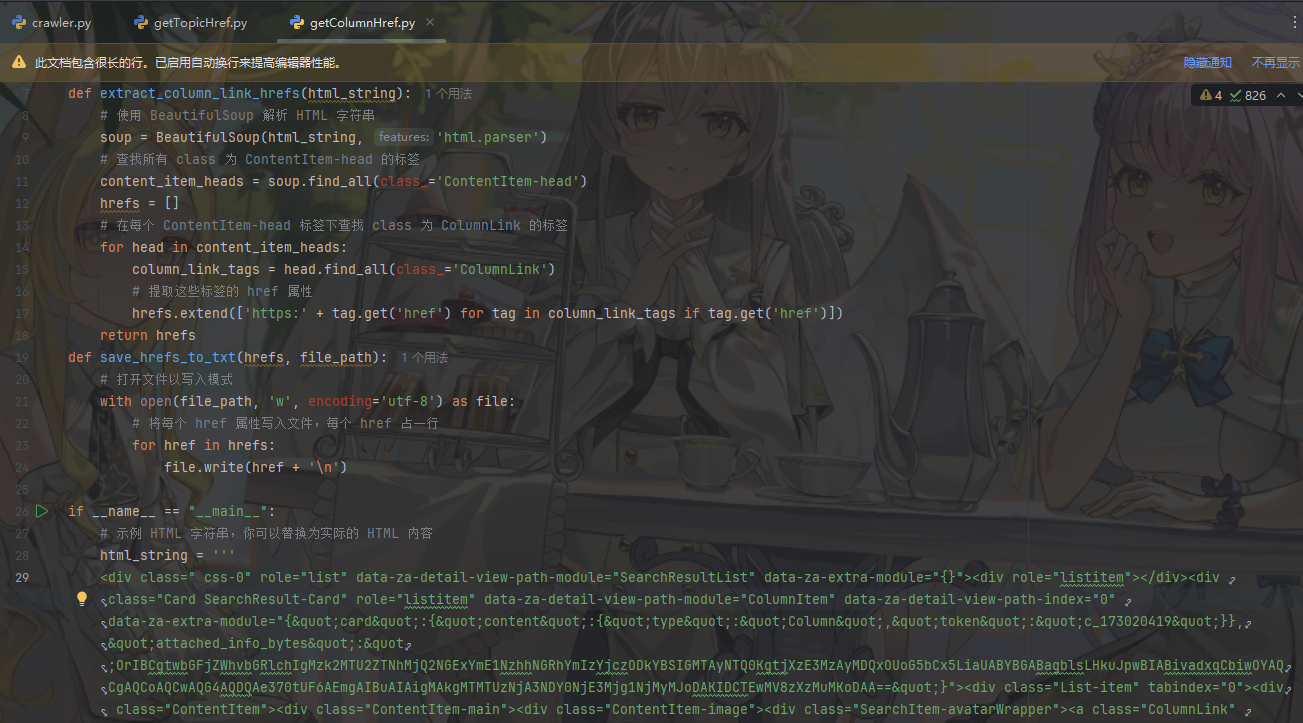 crawler.py getTopicHref.py getColumnHref.py
此文档包含很长的行。已启用自动换行来提高编辑器性能。 隐藏通知 不再显示
7 def extract_column_link_hrefs(html_string): 1 个用法 4 826
8 # 使用 BeautifulSoup 解析 HTML 字符串
9 soup = BeautifulSoup(html_string, features: 'html.parser')
10 # 查找所有 class 为 ContentItem-head 的标签
11 content_item_heads = soup.find_all(class_='ContentItem-head')
12 hrefs = []
13 # 在每个 ContentItem-head 标签下查找 class 为 ColumnLink 的标签
14 for head in content_item_heads:
15 column_link_tags = head.find_all(class_='ColumnLink')
16 # 提取这些标签的 href 属性
17 hrefs.extend(['https:' + tag.get('href') for tag in column_link_tags if tag.get('href')])
18 return hrefs
19 def save_hrefs_to_txt(hrefs, file_path): 1 个用法
20 # 打开文件以写入模式
21 with open(file_path, 'w', encoding='utf-8') as file:
22 # 将每个 href 属性写入文件，每个 href 占一行
23 for href in hrefs:
24 file.write(href + '\n')
25
26 if __name__ == "__main__":
27 # 示例 HTML 字符串，你可以替换为实际的 HTML 内容
28 html_string = '''
29 <div class=" css-0" role="list" data-za-detail-view-path-module="SearchResultList" data-za-extra-module="{}"><div role="listitem"></div><div
class="Card SearchResult-Card" role="listitem" data-za-detail-view-path-module="ColumnItem" data-za-detail-view-path-index="0"
data-za-extra-module="{&quot;card&quot;:{&quot;content&quot;:{&quot;type&quot;:&quot;Column&quot;,&quot;token&quot;:&quot;c_173020419&quot;}},
&quot;attached_info_bytes&quot;:&quot
;OrIBCgtwbGFjZWhvbGRlchIgMzk2MTU2ZTNhMjQ2NGExYmE1NzhhNGRhYmIzYjczODkYBSIGMTAyNTQ0KgtjXzE3MzAyMDQxOUoG5bCx5LiaUABYBGABagblsLHkuJpwBIABivadxqCbiwOYAQ
CgAQCoAQCwAQG4AQDQAe370tUF6AEmgAIBuAIAigMAkgMTMTUzNjA3NDY0NjE3Mjg1NjMyMJoDAKIDCTEwMV8zXzMuMKoDAA==&quot;}"><div class="List-item" tabindex="0"><div
class="ContentItem"><div class="ContentItem-main"><div class="ContentItem-image"><div class="SearchItem-avatarWrapper"><a class="ColumnLink"